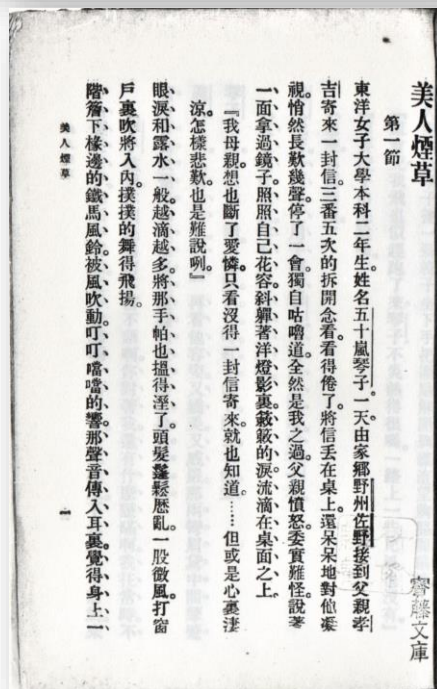 美人煙草
第一節
東洋女子大學本科二年生。姓名五十嵐琴子。一天由家鄉野州佐野接到父親孝
吉寄來一封信三番五次的拆開念看看得倦了。將信丟在桌上。還呆呆地對他凝
視悄然長歎幾聲。停了一會獨自咕嚕道全然是我之過。父親憤怒委實難怪說著
一面拿過鏡子。照照自己花容斜軃著洋燈影裏簌簌的淚流滴在桌面之上。
『我母親。想也斷了愛憐。只看沒得一封信寄來。就也知道。……但或是心裏淒
涼。怎樣悲歎。也是難說咧。』
眼淚和露水一般越滴越多將那手帕也搵得溼了。頭髮鬆歷亂。一股微風。打窗
戶裏吹將入內。撲撲的舞得飛揚。
階簷下椽邊的鐵馬風鈴。被風吹動。叮叮噹噹的響。那聲音傳入耳裏。覺得身上一
美人煙草
一
齋藤文庫